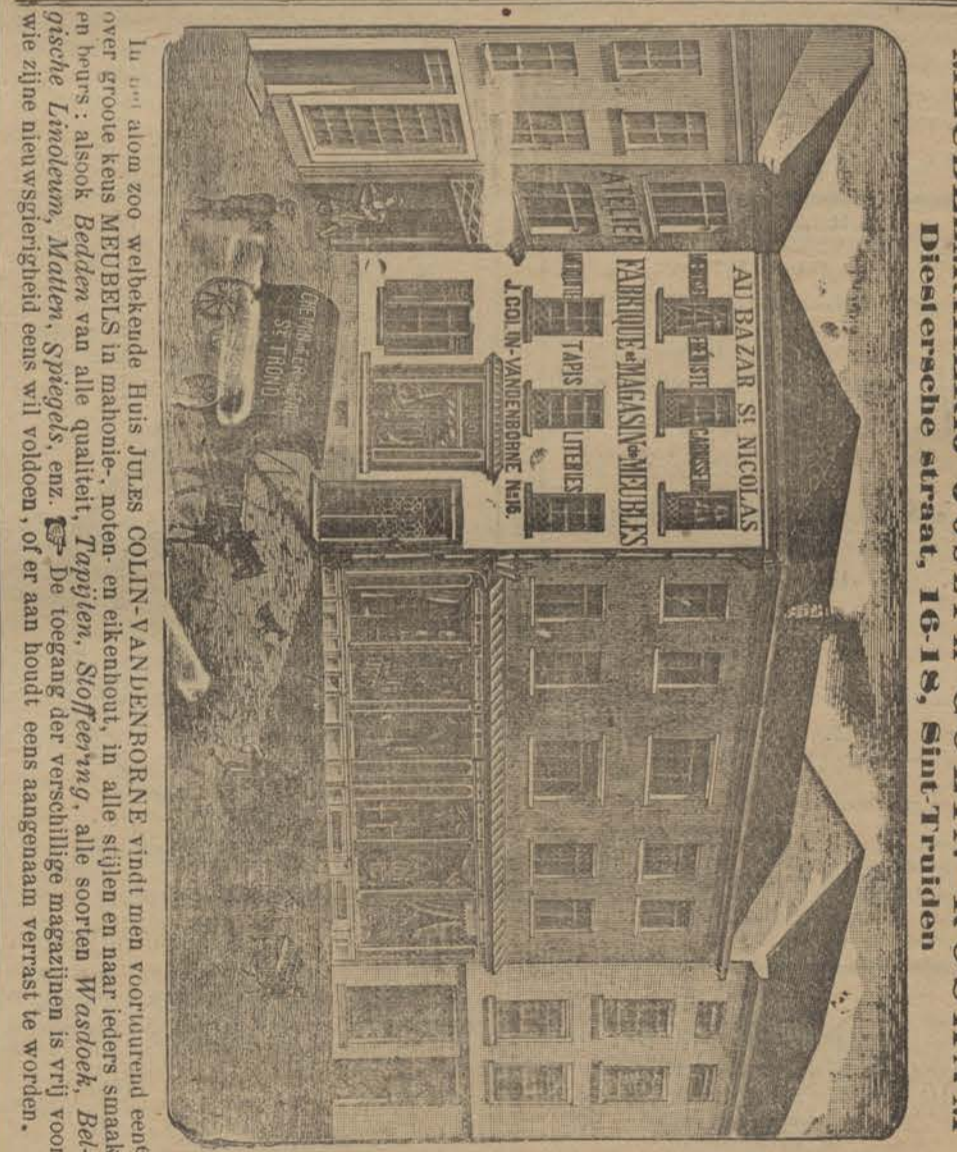 Diestersche straat, 16-18, Sint-Truiden
AU BAZAR St NICOLAS
FABRIQUE et MAGASIN de MEUBLES
TAPIS LITERIES
J. COLIN-VANDENBORNE No 16.
ATELIER
ST TROND
In alom zoo welbekende Huis JULES COLIN-VANDENBORNE vindt men voortdurend eene
over groote keus MEUBELS in mahonie-, noten- en eikenhout, in alle stijlen en naar ieders smaak
en beurs : alsook Bedden van alle qualiteit, Tapijten, Stoffeering, alle soorten Wasdoek, Bel-
gische Linoleum, Matten, Spiegels, enz. ☞ De toegang der verschillige magazijnen is vrij voor
wie zijne nieuwsgierigheid eens wil voldoen, of er aan houdt eens aangenaam verrast te worden.